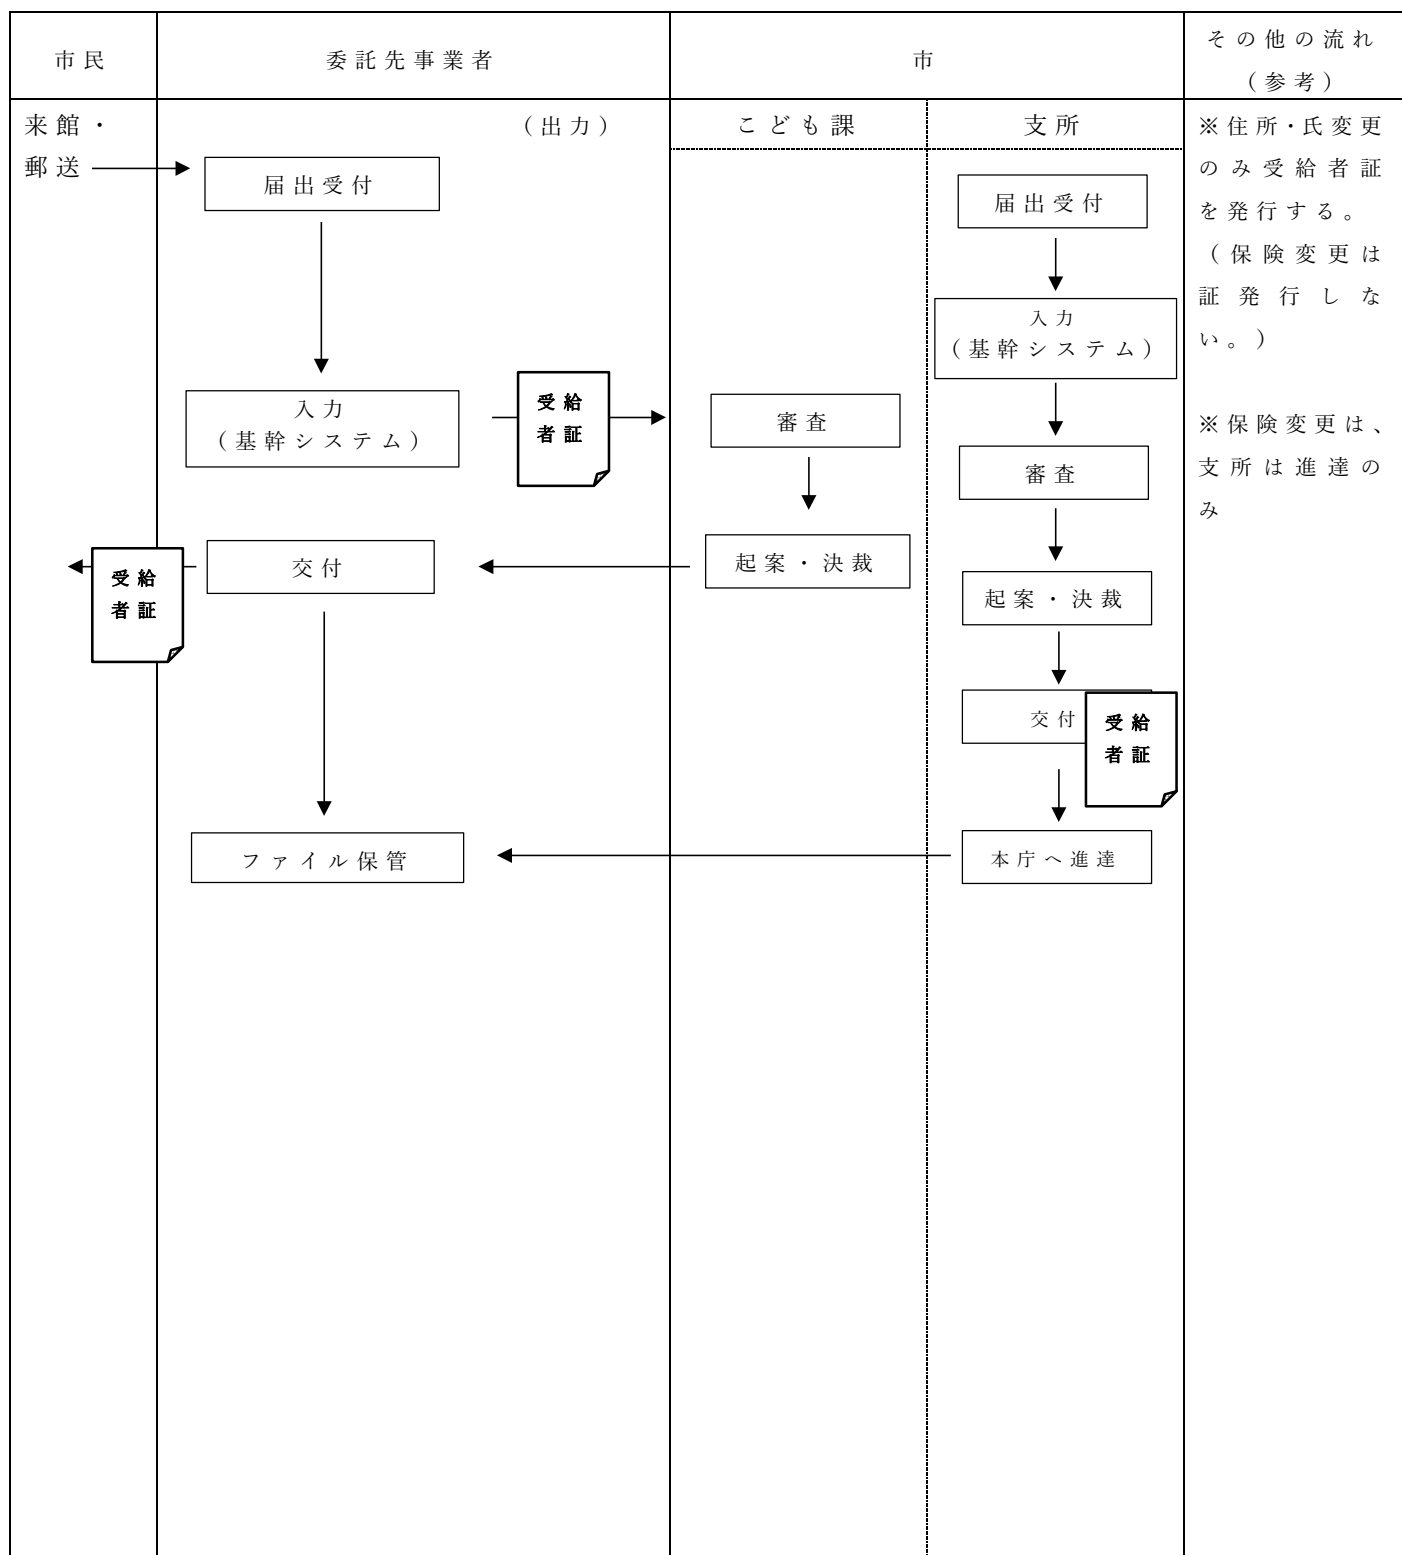 市民
委託先事業者
市
その他の流れ
(参考)
来館・
郵送
(出力)
届出受付
入力
(基幹システム)
受給
者証
交付
受給
者証
ファイル保管
こども課
審査
起案・決裁
支所
届出受付
入力
(基幹システム)
審査
起案・決裁
交付
受給
者証
本庁へ進達
※住所・氏変更
のみ受給者証
を発行する。
(保険変更は
証発行しな
い。)
※保険変更は、
支所は進達の
み